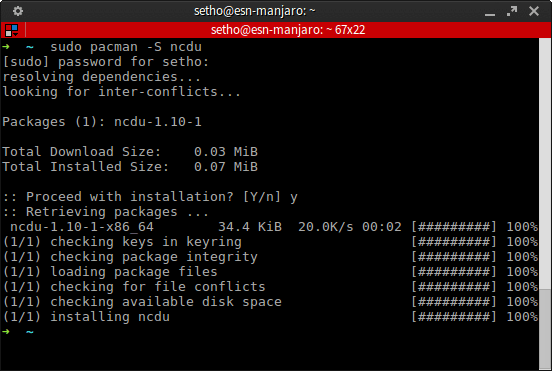 setho@esn-manjaro: ~
setho@esn-manjaro: ~ 67x22
➜  ~  sudo pacman -S ncdu
[sudo] password for setho:
resolving dependencies...
looking for inter-conflicts...

Packages (1): ncdu-1.10-1

Total Download Size:    0.03 MiB
Total Installed Size:   0.07 MiB

:: Proceed with installation? [Y/n] y
:: Retrieving packages ...
 ncdu-1.10-1-x86_64        34.4 KiB  20.0K/s 00:02 [#########] 100%
(1/1) checking keys in keyring                     [#########] 100%
(1/1) checking package integrity                   [#########] 100%
(1/1) loading package files                        [#########] 100%
(1/1) checking for file conflicts                  [#########] 100%
(1/1) checking available disk space                [#########] 100%
(1/1) installing ncdu                              [#########] 100%
➜  ~